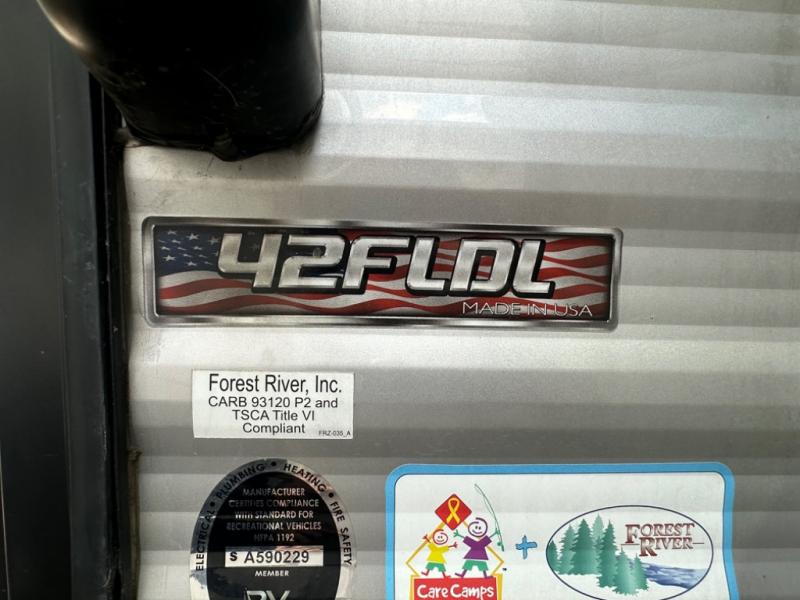 42FLDL
MADE IN USA
Forest River, Inc.
CARB 93120 P2 and
TSCA Title VI
Compliant
FRZ-035_A
ELECTRICAL • PLUMBING • HEATING • FIRE SAFETY
MANUFACTURER
CERTIFIES COMPLIANCE
WITH STANDARD FOR
RECREATIONAL VEHICLES
NFPA 1192
S A590229
MEMBER
RV
Care Camps
+
FOREST
RIVER